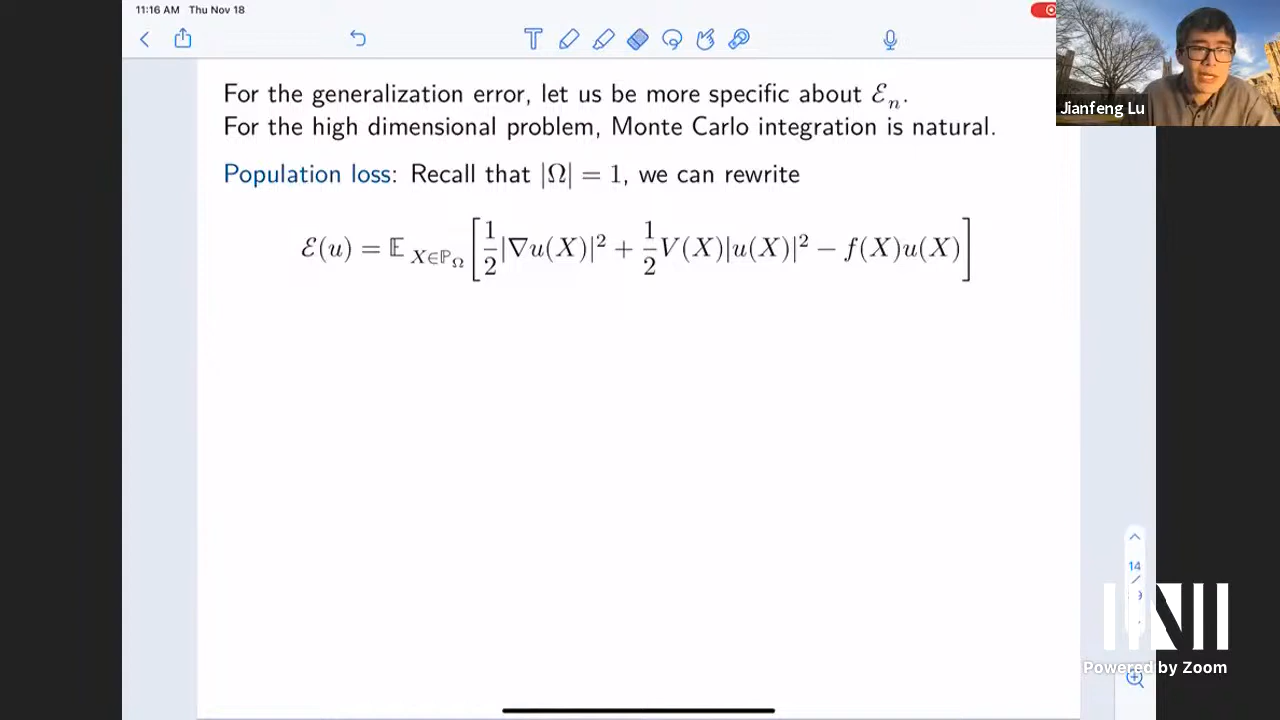 11:16 AM Thu Nov 18
Jianfeng Lu
For the generalization error, let us be more specific about ℰₙ.
For the high dimensional problem, Monte Carlo integration is natural.
Population loss: Recall that |Ω| = 1, we can rewrite
ℰ(u) = 𝔼 _{X∈ℙ_Ω} [ 1/2 |∇u(X)|² + 1/2 V(X)|u(X)|² − f(X)u(X) ]
14
Powered by Zoom